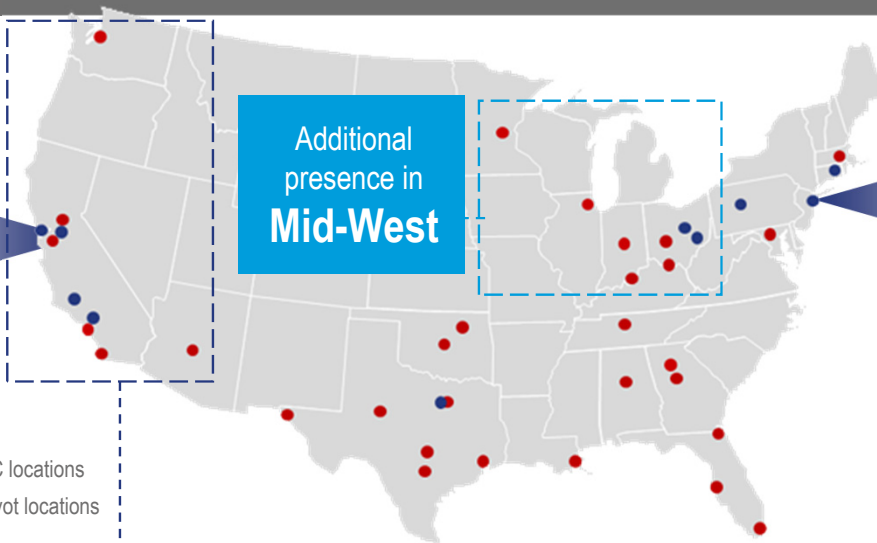 Additional
presence in
Mid-West
C locations
vot locations